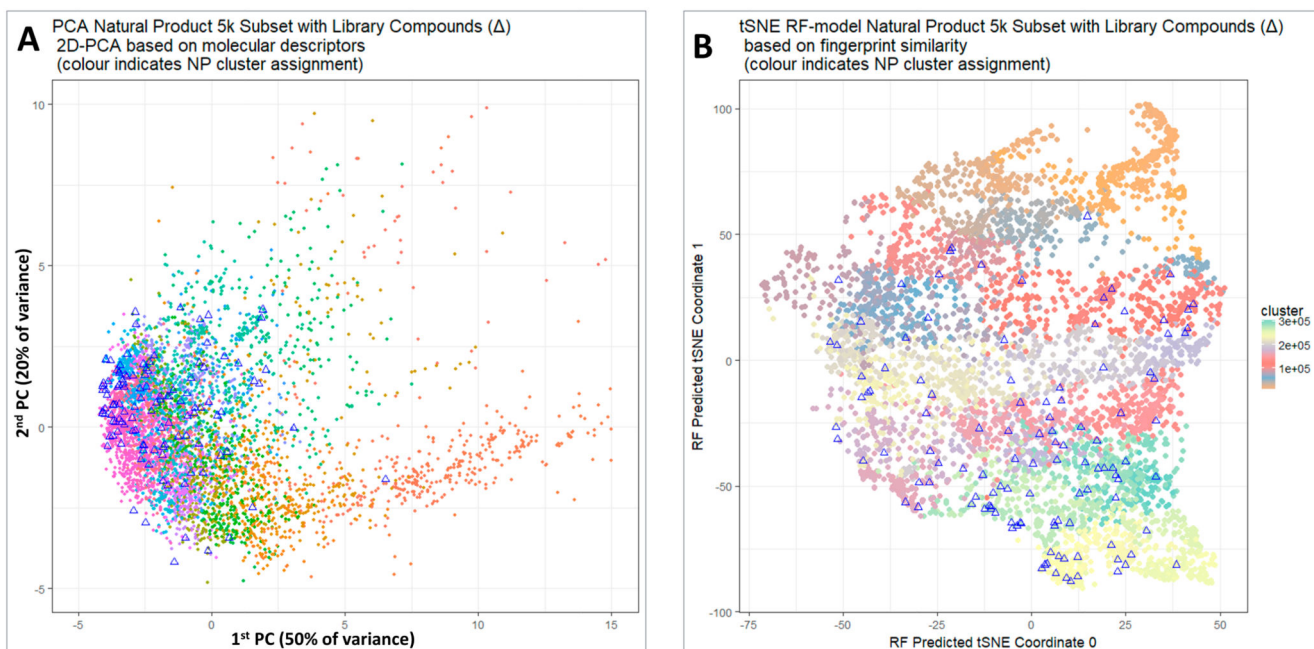 A
PCA Natural Product 5k Subset with Library Compounds (Δ)
2D-PCA based on molecular descriptors
(colour indicates NP cluster assignment)
10
5
0
-5
2nd PC (20% of variance)
-5
0
5
10
15
1st PC (50% of variance)
B
tSNE RF-model Natural Product 5k Subset with Library Compounds (Δ)
based on fingerprint similarity
(colour indicates NP cluster assignment)
100
50
0
-50
-100
RF Predicted tSNE Coordinate 1
-75
-50
-25
0
25
50
RF Predicted tSNE Coordinate 0
cluster
3e+05
2e+05
1e+05